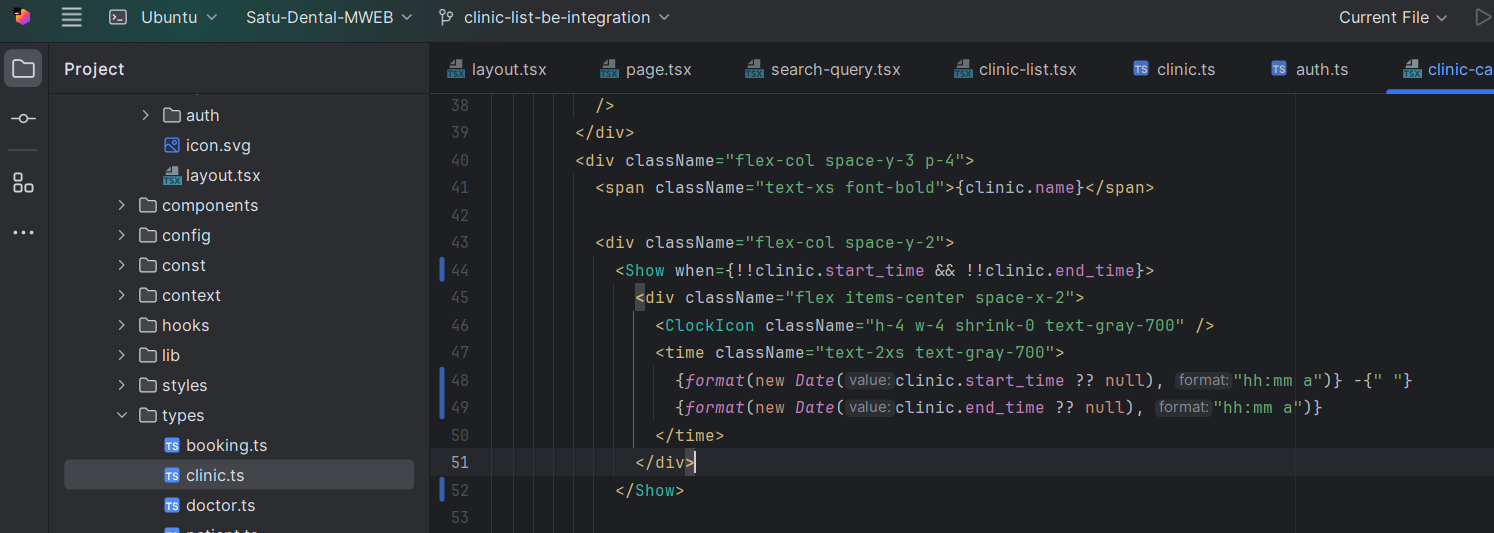 Ubuntu Satu-Dental-MWEB clinic-list-be-integration Current File
Project
layout.tsx page.tsx search-query.tsx clinic-list.tsx clinic.ts auth.ts clinic-ca
auth
icon.svg
layout.tsx
components
config
const
context
hooks
lib
styles
types
booking.ts
clinic.ts
doctor.ts
38 />
39 </div>
40 <div className="flex-col space-y-3 p-4">
41 <span className="text-xs font-bold">{clinic.name}</span>
42
43 <div className="flex-col space-y-2">
44 <Show when={!!clinic.start_time && !!clinic.end_time}>
45 <div className="flex items-center space-x-2">
46 <ClockIcon className="h-4 w-4 shrink-0 text-gray-700" />
47 <time className="text-2xs text-gray-700">
48 {format(new Date( value: clinic.start_time ?? null), format: "hh:mm a")} -{" "}
49 {format(new Date( value: clinic.end_time ?? null), format: "hh:mm a")}
50 </time>
51 </div>
52 </Show>
53